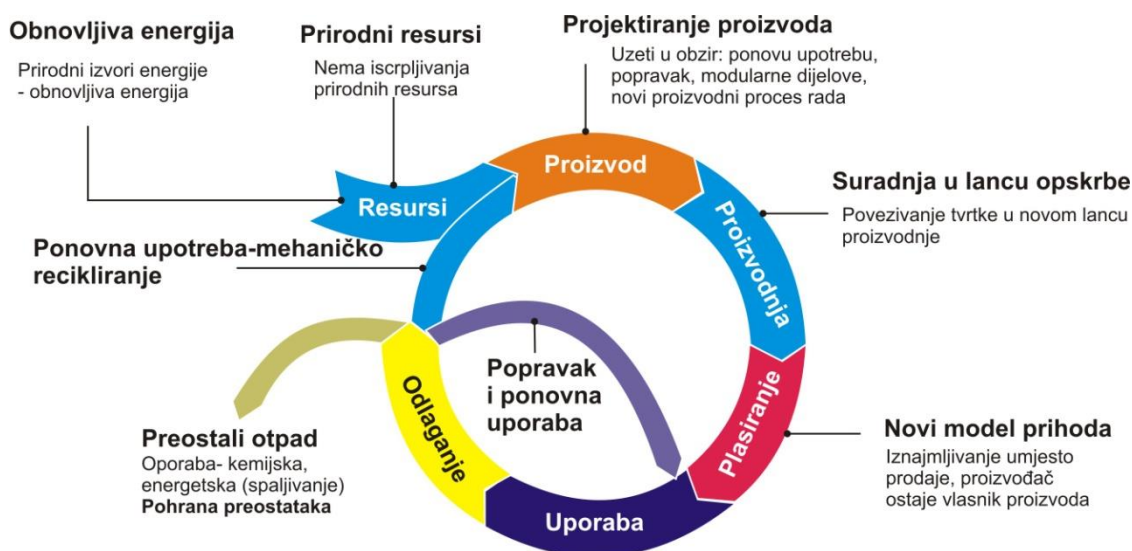 Obnovljiva energija
Prirodni izvori energije
- obnovljiva energija
Prirodni resursi
Nema iscrpljivanja
prirodnih resursa
Projektiranje proizvoda
Uzeti u obzir: ponovu upotrebu,
popravak, modularne dijelove,
novi proizvodni proces rada
Proizvod
Resursi
Suradnja u lancu opskrbe
Povezivanje tvrtke u novom lancu
proizvodnje
Proizvodnja
Ponovna upotreba-mehaničko
recikliranje
Popravak
i ponovna
uporaba
Odlaganje
Plasiranje
Novi model prihoda
Iznajmljivanje umjesto
prodaje, proizvođač
ostaje vlasnik proizvoda
Preostali otpad
Oporaba- kemijska,
energetska (spaljivanje)
Pohrana preostataka
Uporaba